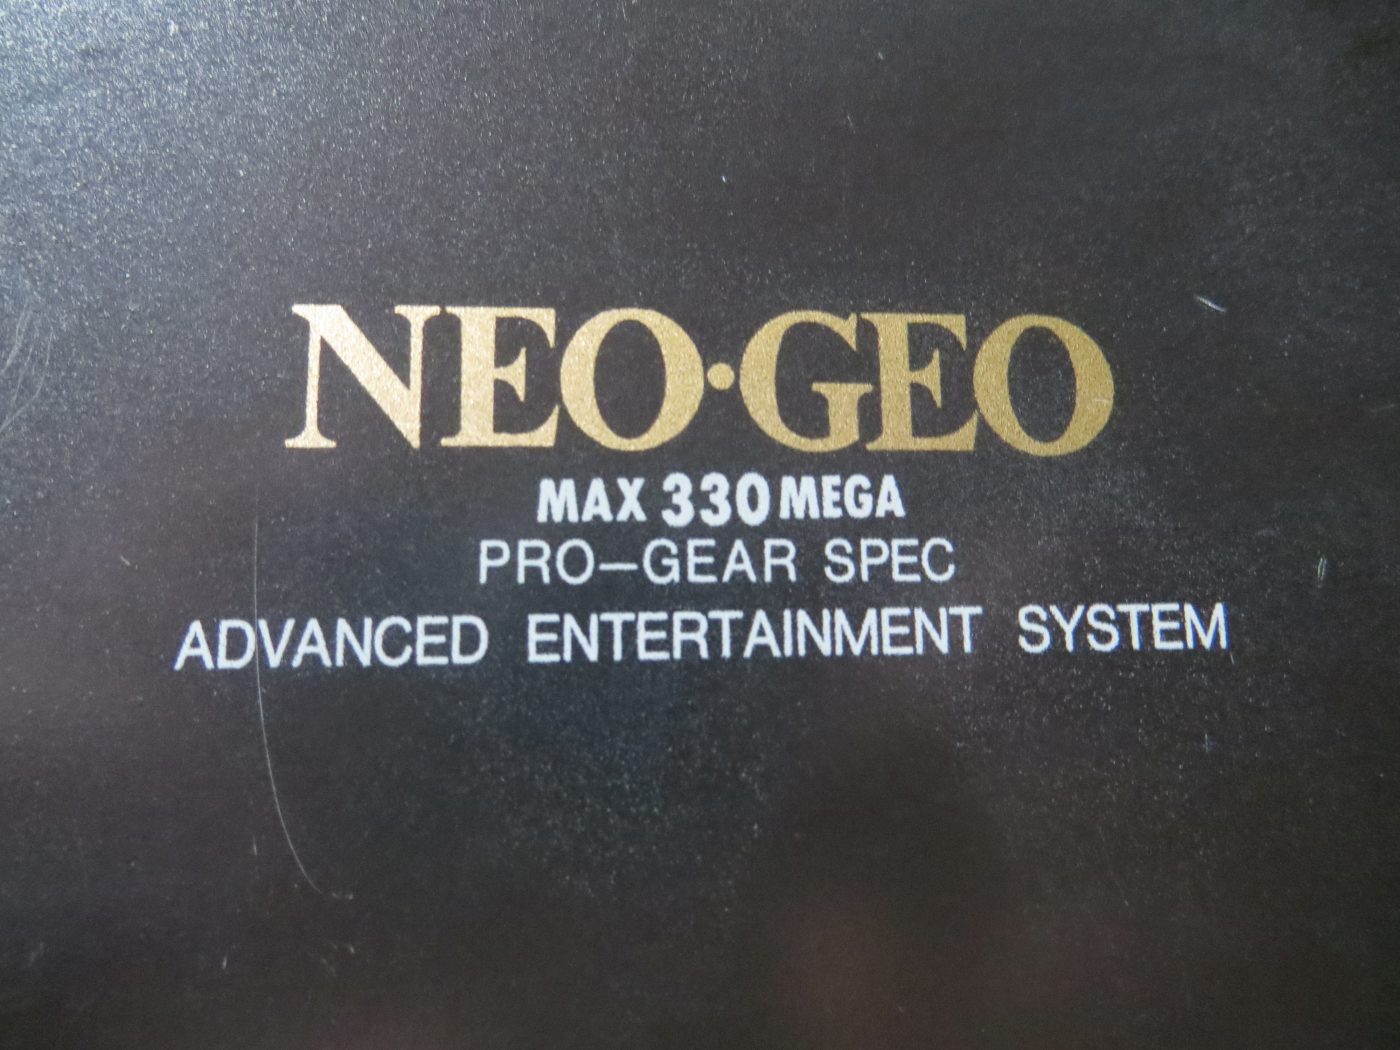 NEO·GEO
MAX 330 MEGA
PRO-GEAR SPEC
ADVANCED ENTERTAINMENT SYSTEM